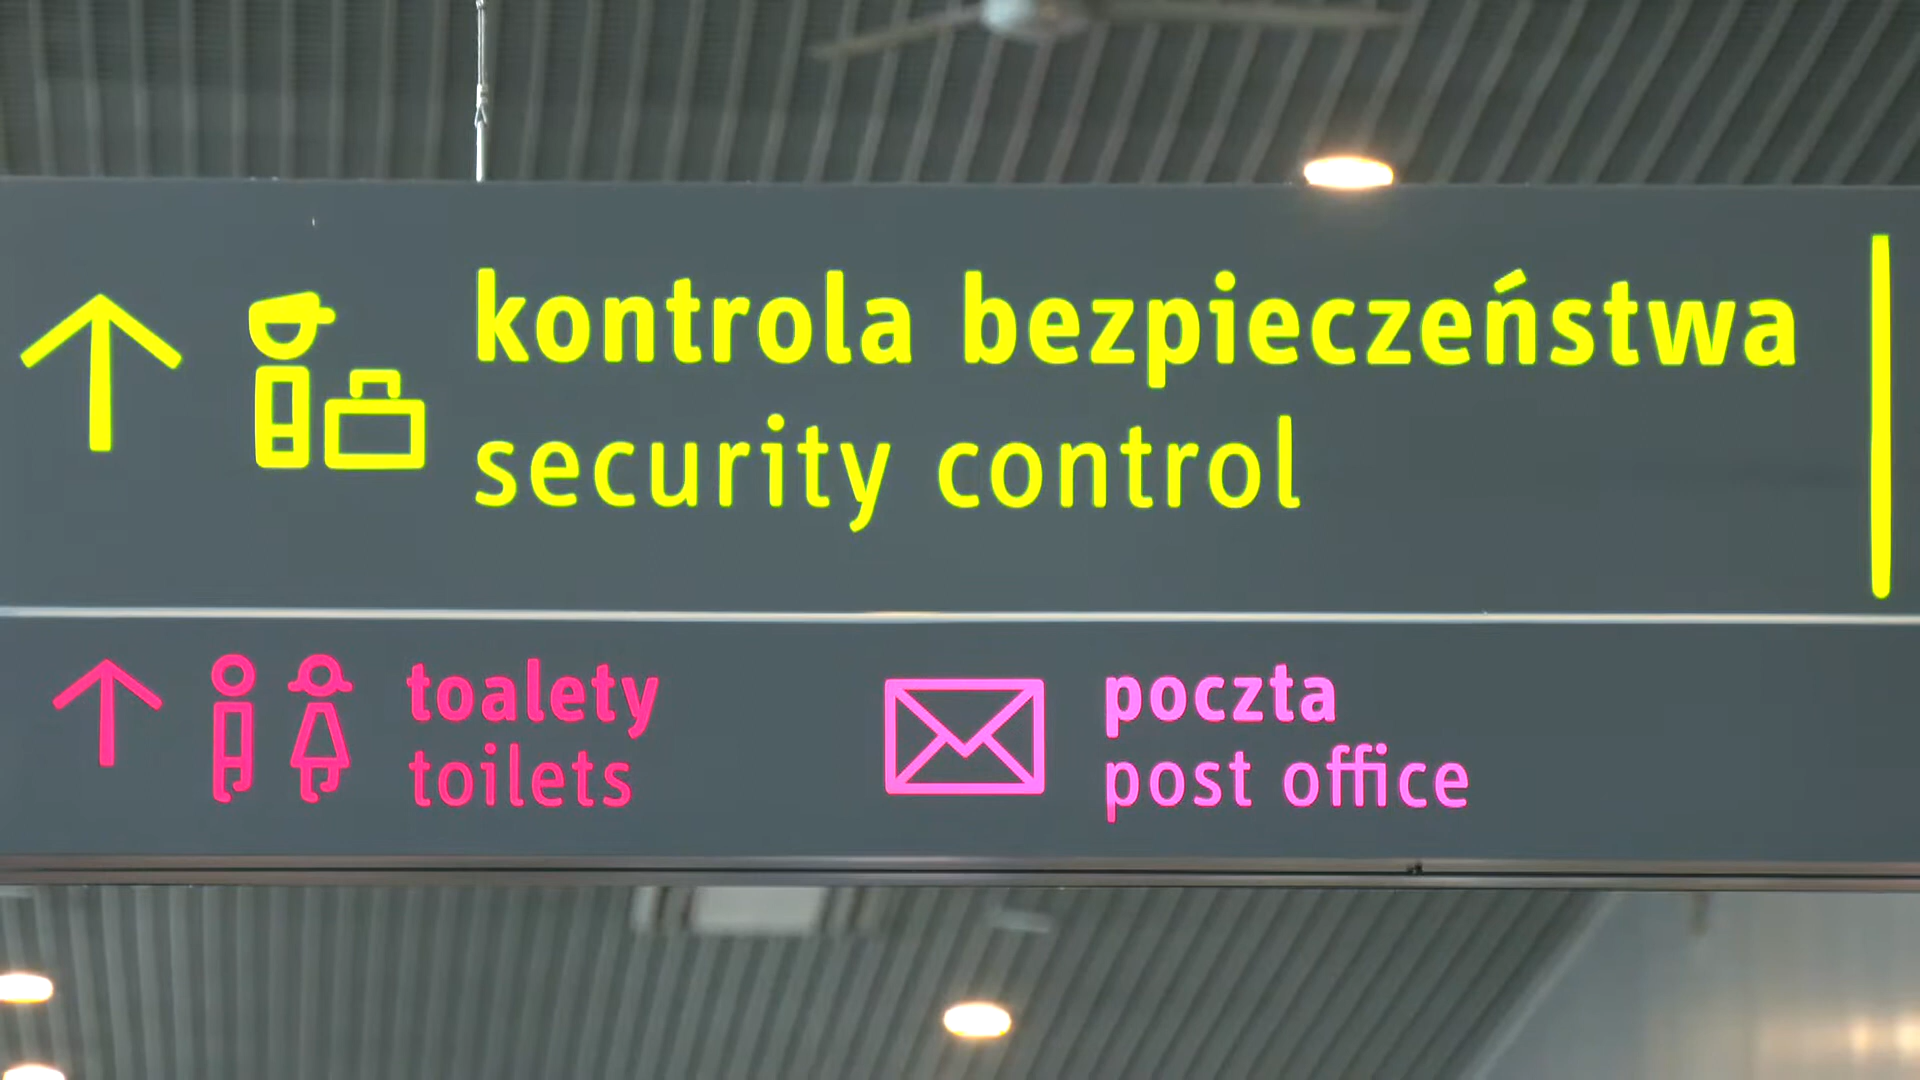 kontrola bezpieczeństwa
security control
toalety
toilets
poczta
post office